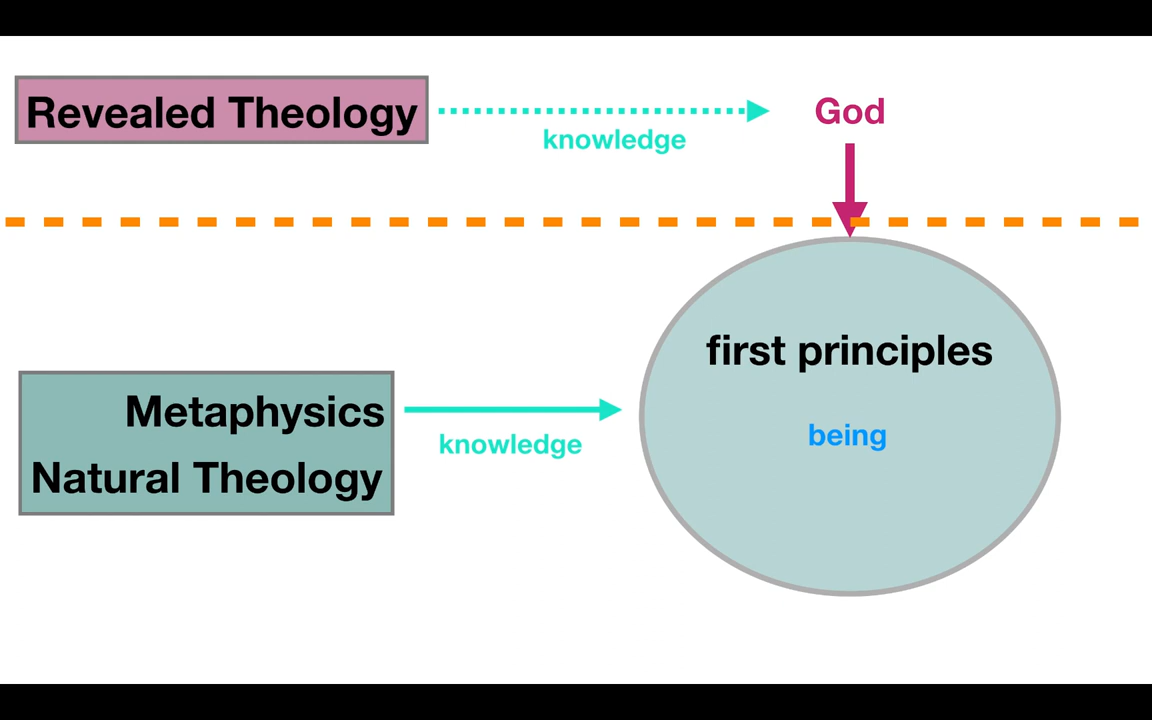 Revealed Theology
knowledge
God
first principles
being
Metaphysics
Natural Theology
knowledge